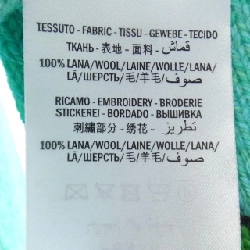 TESSUTO - FABRIC - TISSU - GEWEBE - TECIDO
ТКАНЬ - 表地 - 面料 - قماش
100% LANA/WOOL/LAINE/WOLLE/LANA/
LÃ/ШЕРСТЬ/毛/羊毛/صوف
RICAMO - EMBROIDERY - BRODERIE
STICKEREI - BORDADO - ВЫШИВКА
刺繍部分 - 绣花 - تطريز
100% LANA/WOOL/LAINE/WOLLE/LANA/
LÃ/ШЕРСТЬ/毛/羊毛/صوف